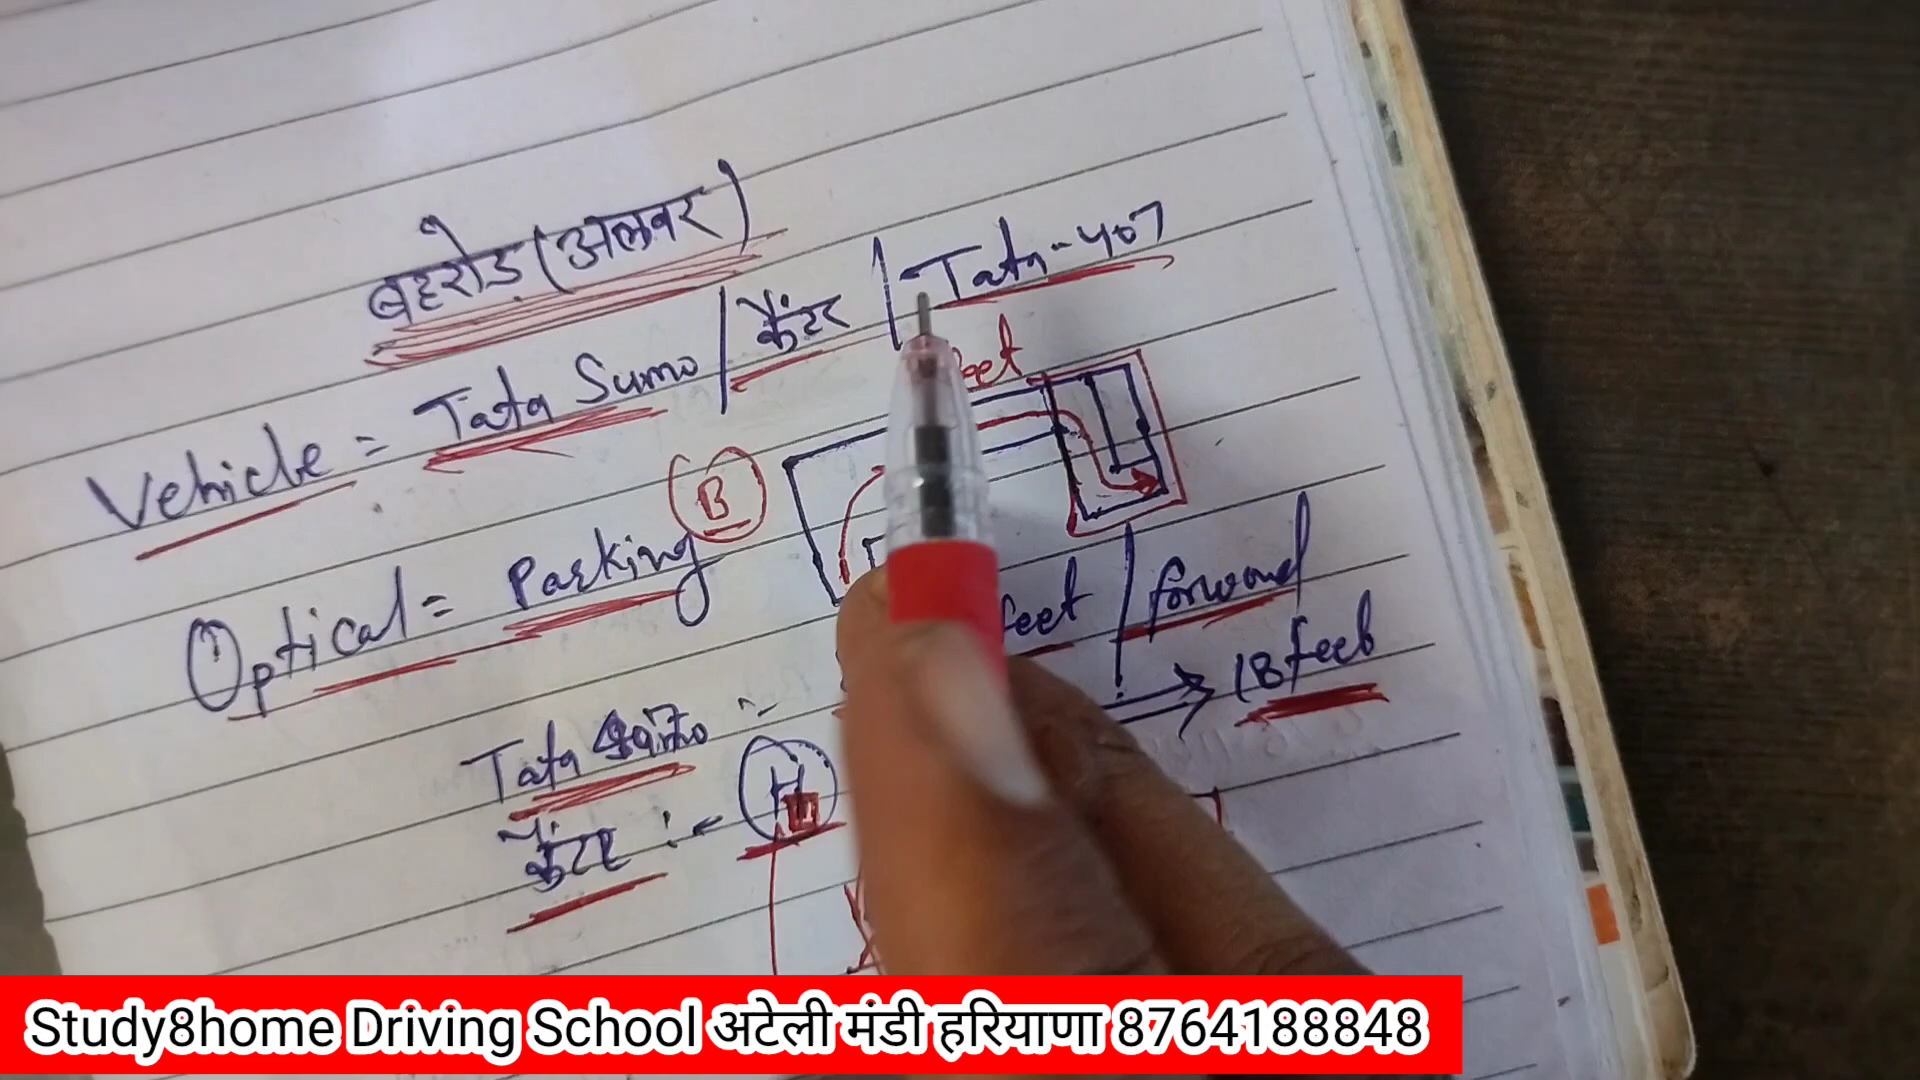 बहरोड़ (अलवर)
Vehicle = Tata Sumo / कैंटर / Tata-407
feet
Optical = Parking B
feet / forward
18 feet
Tata
कैंटर :- H
Study8home Driving School अटेली मंडी हरियाणा 8764188848